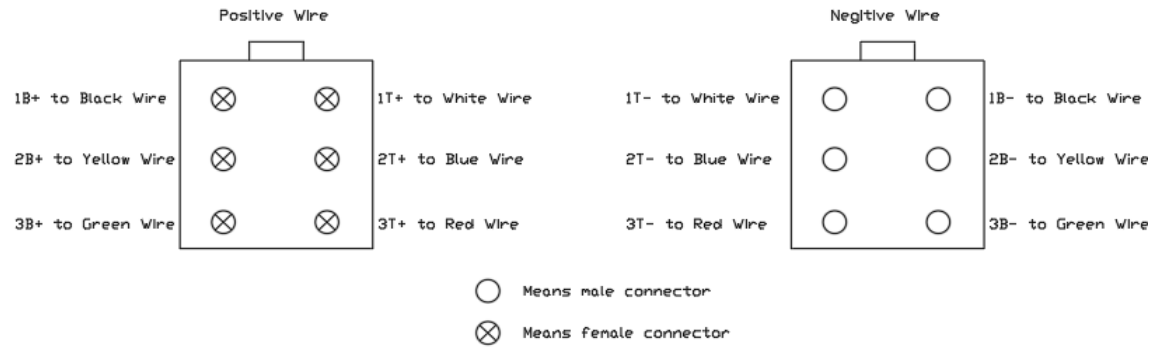 Positive Wire
Negitive Wire
1B+ to Black Wire
1T+ to White Wire
1T- to White Wire
1B- to Black Wire
2B+ to Yellow Wire
2T+ to Blue Wire
2T- to Blue Wire
2B- to Yellow Wire
3B+ to Green Wire
3T+ to Red Wire
3T- to Red Wire
3B- to Green Wire
Means male connector
Means female connector